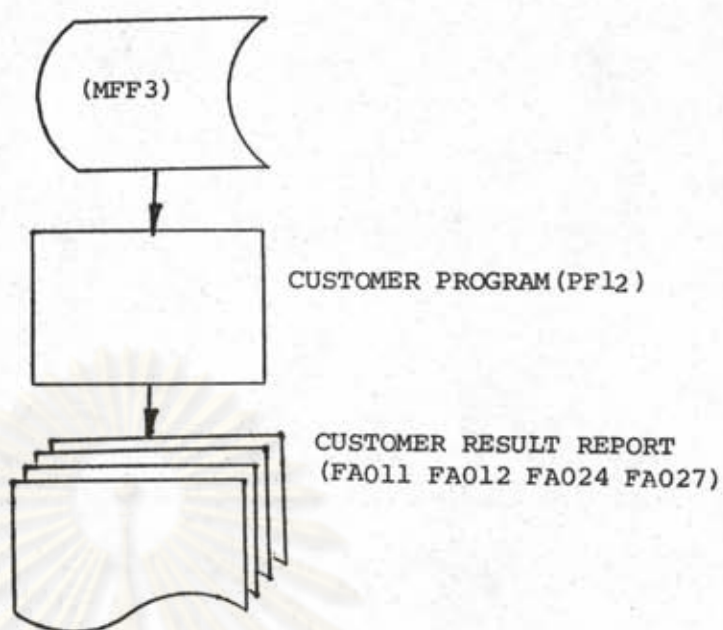 (MFF3)
CUSTOMER PROGRAM(PF12)
CUSTOMER RESULT REPORT
(FA011 FA012 FA024 FA027)